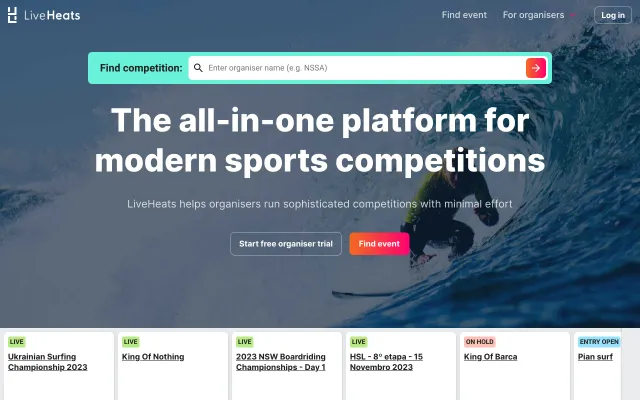 LiveHeats
Find event
For organisers
Log in
Find competition:
Enter organiser name (e.g. NSSA)
The all-in-one platform for
modern sports competitions
LiveHeats helps organisers run sophisticated competitions with minimal effort
Start free organiser trial
Find event
LIVE
Ukrainian Surfing
Championship 2023
LIVE
King Of Nothing
LIVE
2023 NSW Boardriding
Championships - Day 1
LIVE
HSL - 8º etapa - 15
Novembro 2023
ON HOLD
King Of Barca
ENTRY OPEN
Pian surf